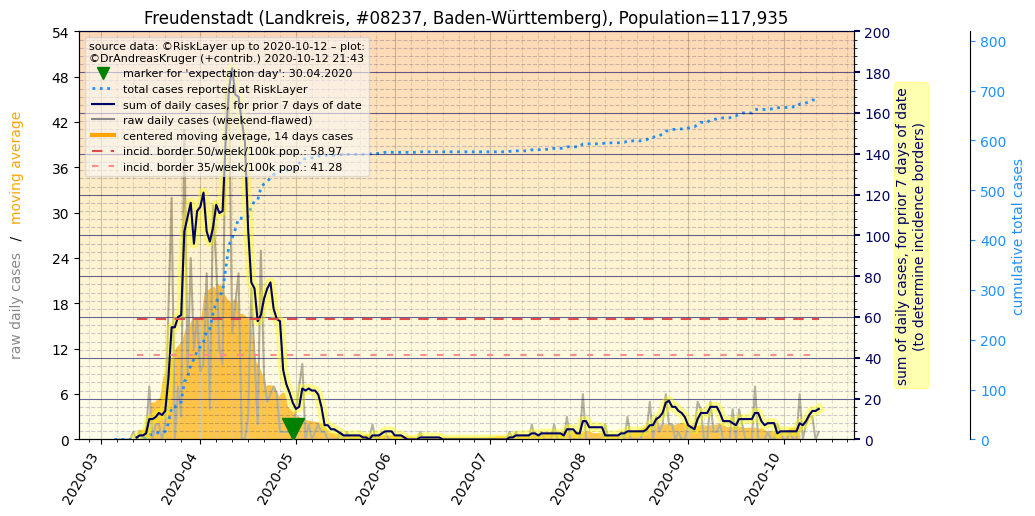 Freudenstadt (Landkreis, #08237, Baden-Württemberg), Population=117,935
source data: ©RiskLayer up to 2020-10-12 – plot:
©DrAndreasKruger (+contrib.) 2020-10-12 21:43
marker for 'expectation day': 30.04.2020
total cases reported at RiskLayer
sum of daily cases, for prior 7 days of date
raw daily cases (weekend-flawed)
centered moving average, 14 days cases
incid. border 50/week/100k pop.: 58.97
incid. border 35/week/100k pop.: 41.28
raw daily cases / moving average
54
48
42
36
30
24
18
12
6
0
2020-03
2020-04
2020-05
2020-06
2020-07
2020-08
2020-09
2020-10
200
180
160
140
120
100
80
60
40
20
0
sum of daily cases, for prior 7 days of date
(to determine incidence borders)
800
700
600
500
400
300
200
100
0
cumulative total cases